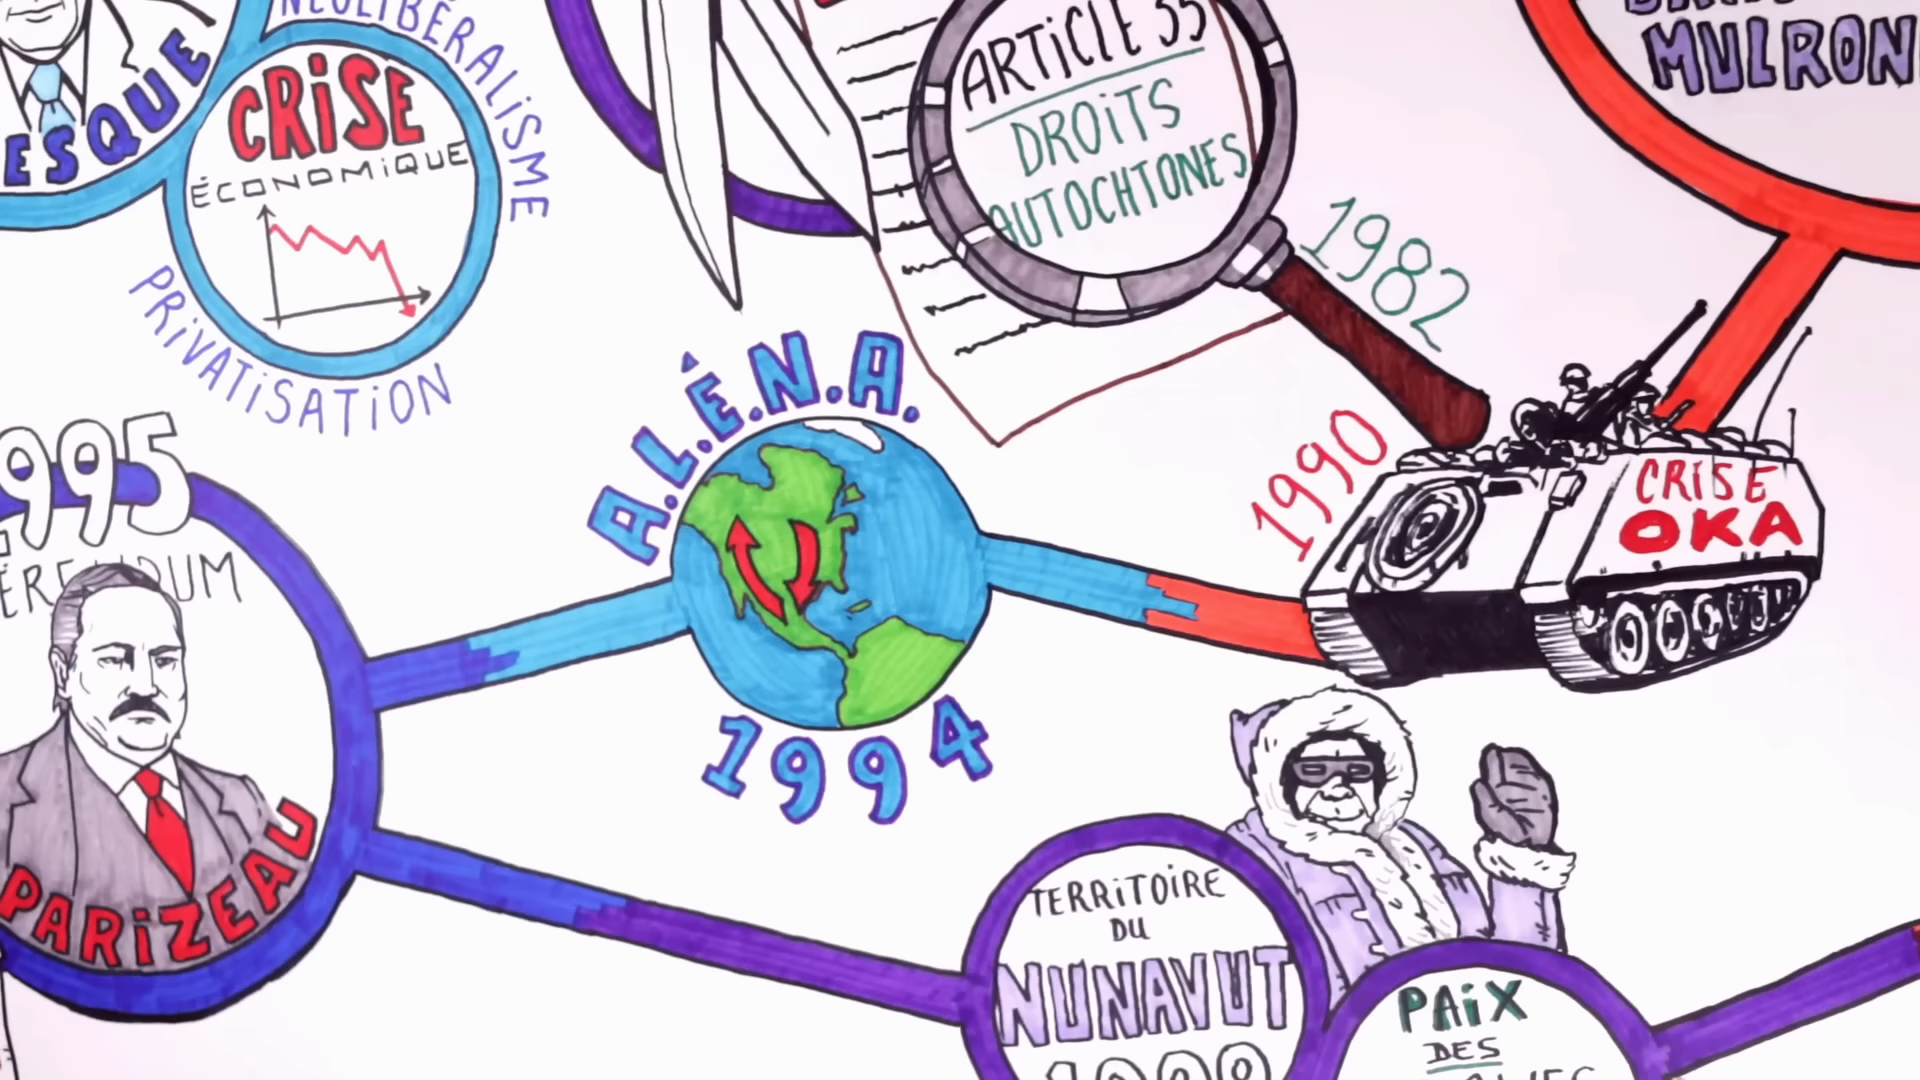 NÉOLIBÉRALISME
ESQUE
CRiSE
ÉCONOMiQUE
PRiVATiSATiON
ARTiCLE 35
DROiTS
AUTOCHTONES
1982
MULRON
A.L.É.N.A.
1994
1990
CRISE
OKA
1995
PARiZEAU
TERRiTOiRE
DU
NUNAVUT
PAiX
DES